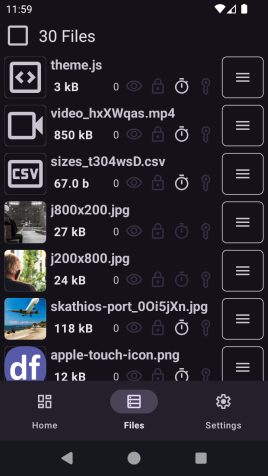 11:59
30 Files
theme.js
3 kB 0
video_hxXWqas.mp4
850 kB 0
CSV
sizes_t304wsD.csv
67.0 b 0
j800x200.jpg
27 kB 0
j200x800.jpg
24 kB 0
skathios-port_0Oi5jXn.jpg
118 kB 0
df
apple-touch-icon.png
12 kB 0
Home Files Settings